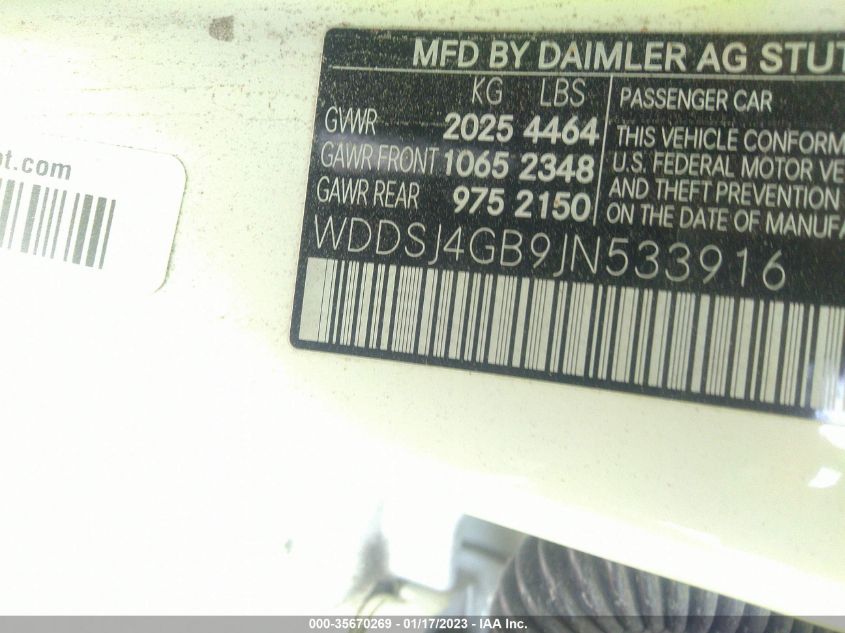 MFD BY DAIMLER AG STUT
KG LBS
GVWR 2025 4464
GAWR FRONT 1065 2348
GAWR REAR 975 2150
PASSENGER CAR
THIS VEHICLE CONFORM
U.S. FEDERAL MOTOR VE
AND THEFT PREVENTION
ON THE DATE OF MANUFA
WDDSJ4GB9JN533916
ot.com
000-35670269 - 01/17/2023 - IAA Inc.